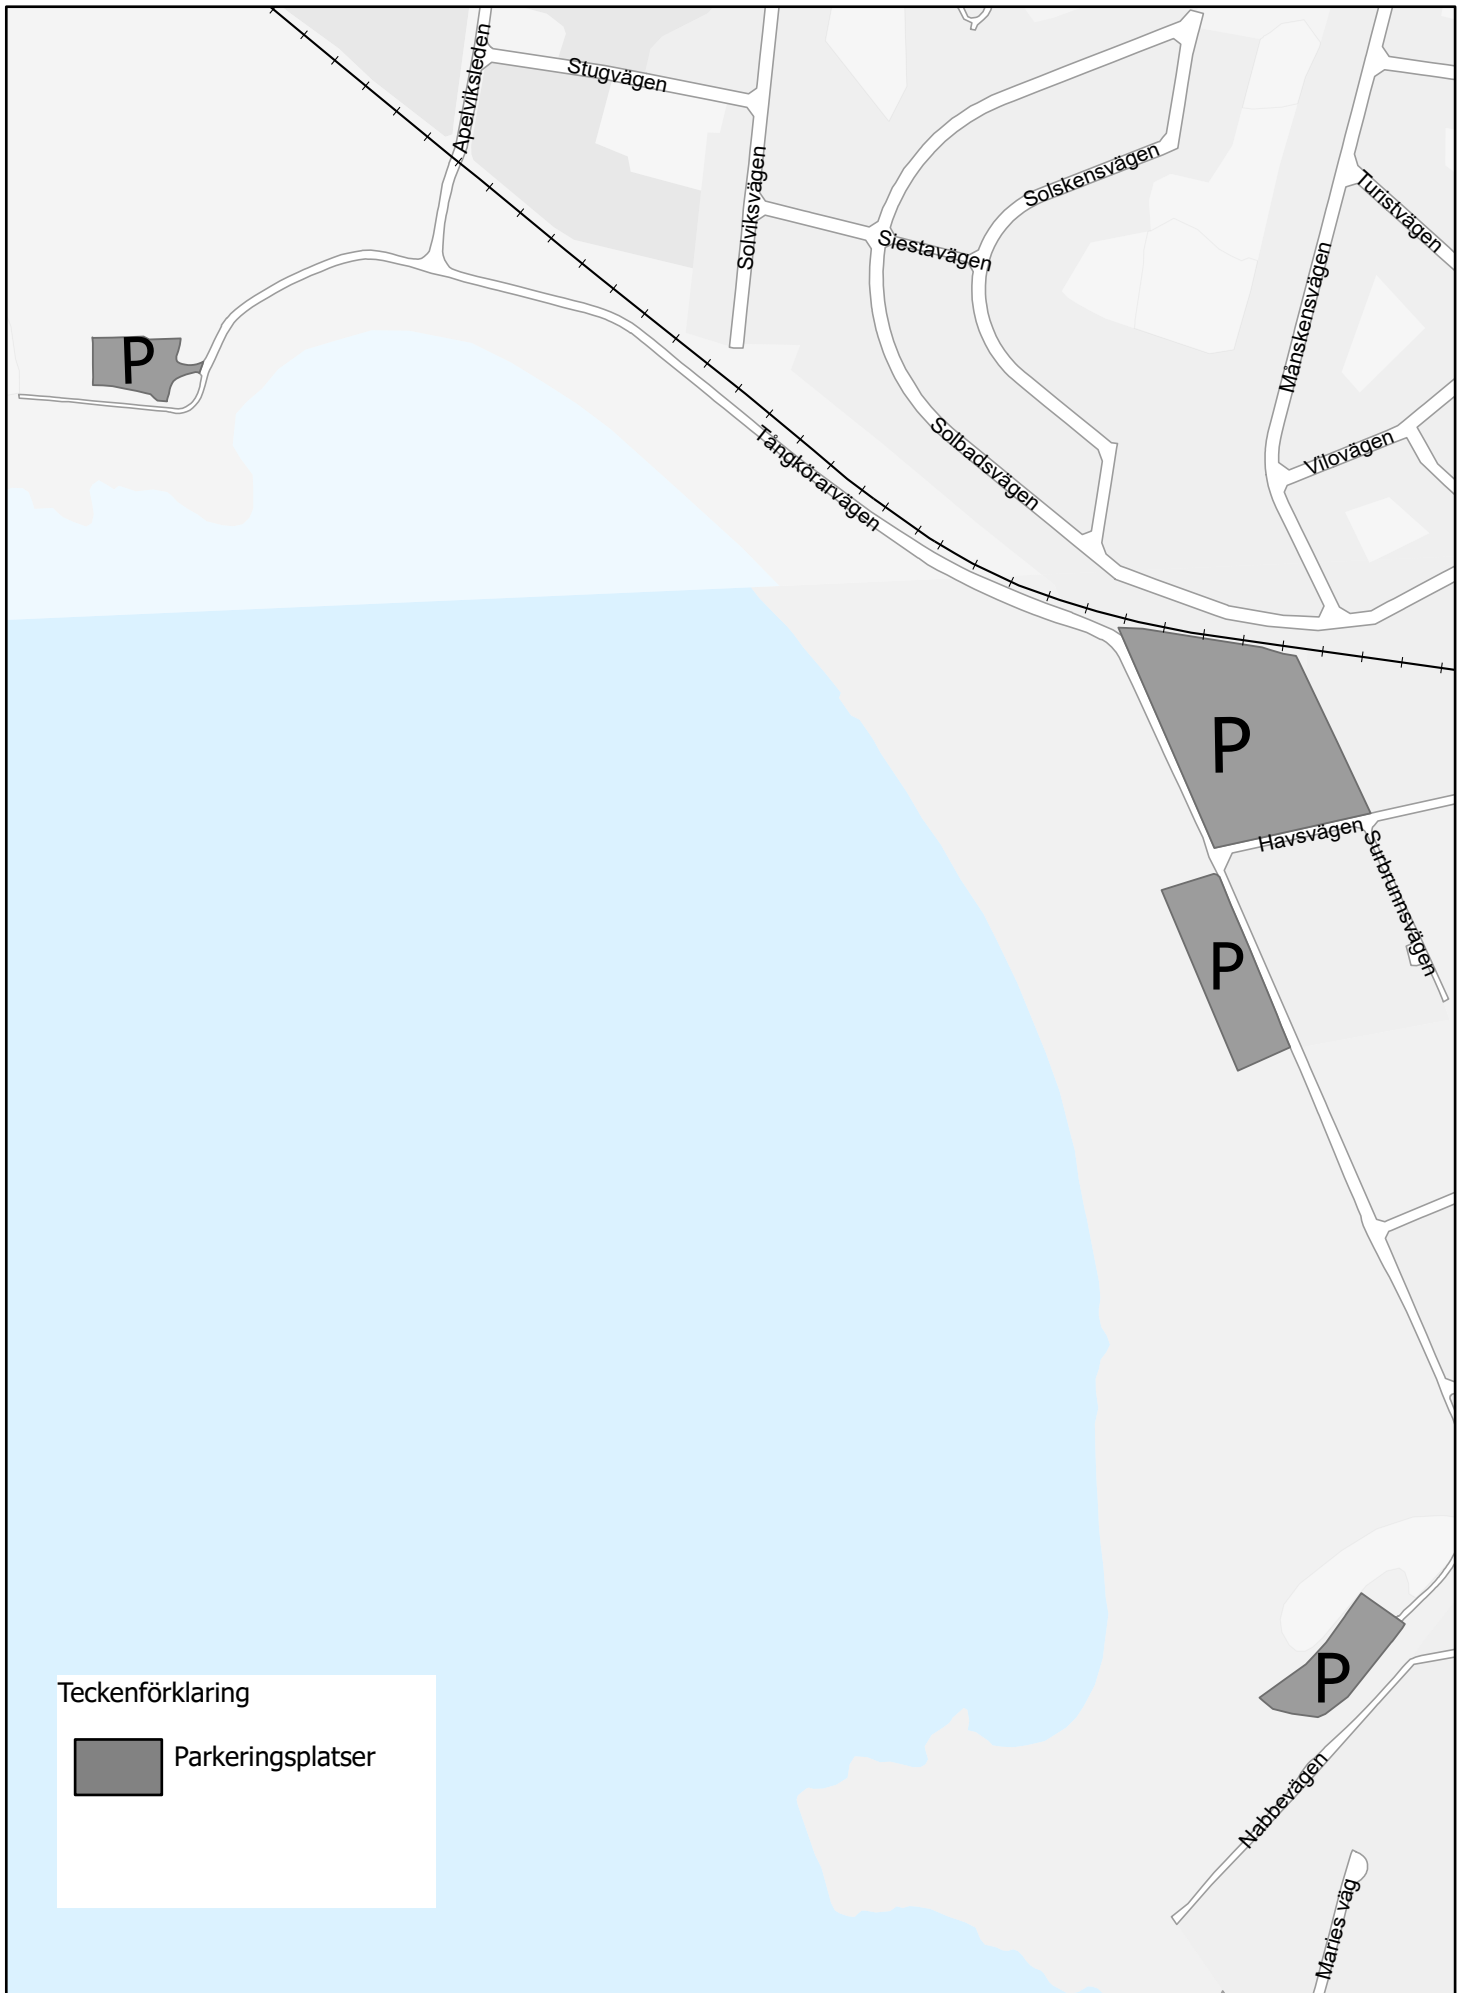 Apelviksleden
Stugvägen
Solviksvägen
Solskensvägen
Siestavägen
Turistvägen
Månskensvägen
Solbadsvägen
Vilovägen
Tångkörarvägen
P
P
Havsvägen
Surbrunnsvägen
P
P
Nabbevägen
Maries väg
Teckenförklaring
Parkeringsplatser